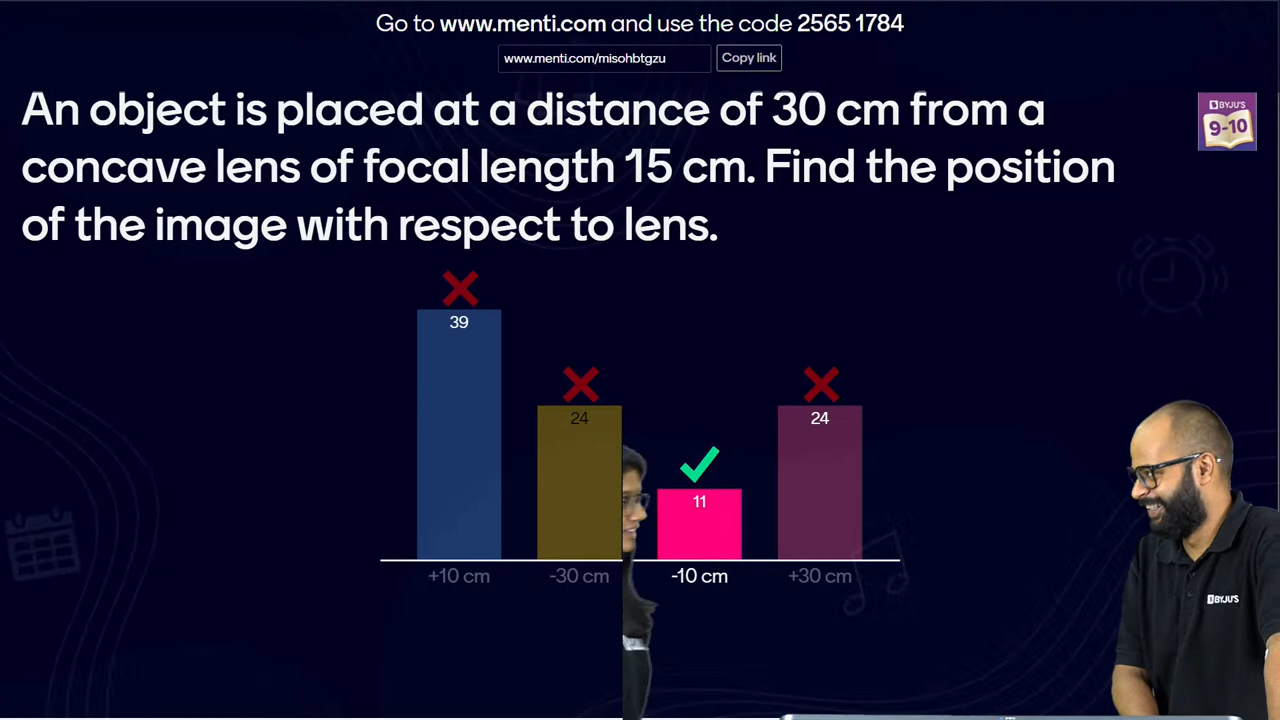 Go to www.menti.com and use the code 2565 1784
www.menti.com/misohbtgzu Copy link
An object is placed at a distance of 30 cm from a
concave lens of focal length 15 cm. Find the position
of the image with respect to lens.
BYJU'S
9-10
39
24
24
11
+10 cm -30 cm -10 cm +30 cm
BYJU'S